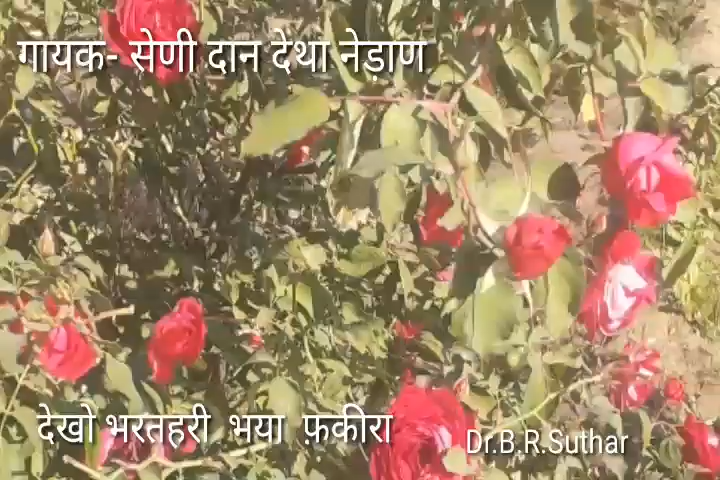 गायक- सेणी दान देथा नेड़ाण
देखो भरतहरी भया फ़कीरा
Dr.B.R.Suthar